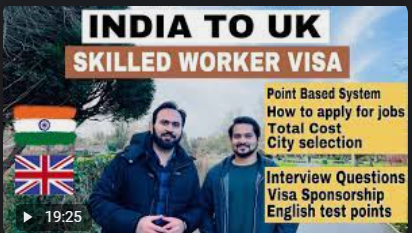 INDIA TO UK
SKILLED WORKER VISA
Point Based System
How to apply for jobs
Total Cost
City selection
Interview Questions
Visa Sponsorship
English test points
19:25